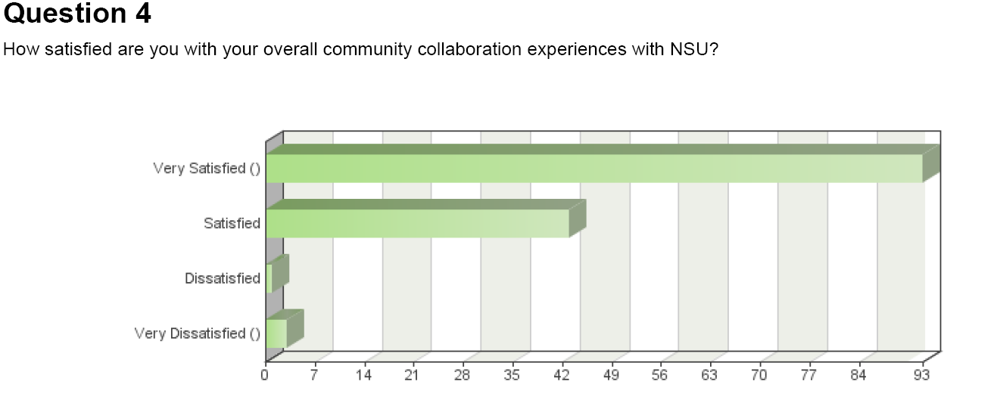 Question 4
How satisfied are you with your overall community collaboration experiences with NSU?
Very Satisfied ()
Satisfied
Dissatisfied
Very Dissatisfied ()
0 7 14 21 28 35 42 49 56 63 70 77 84 93